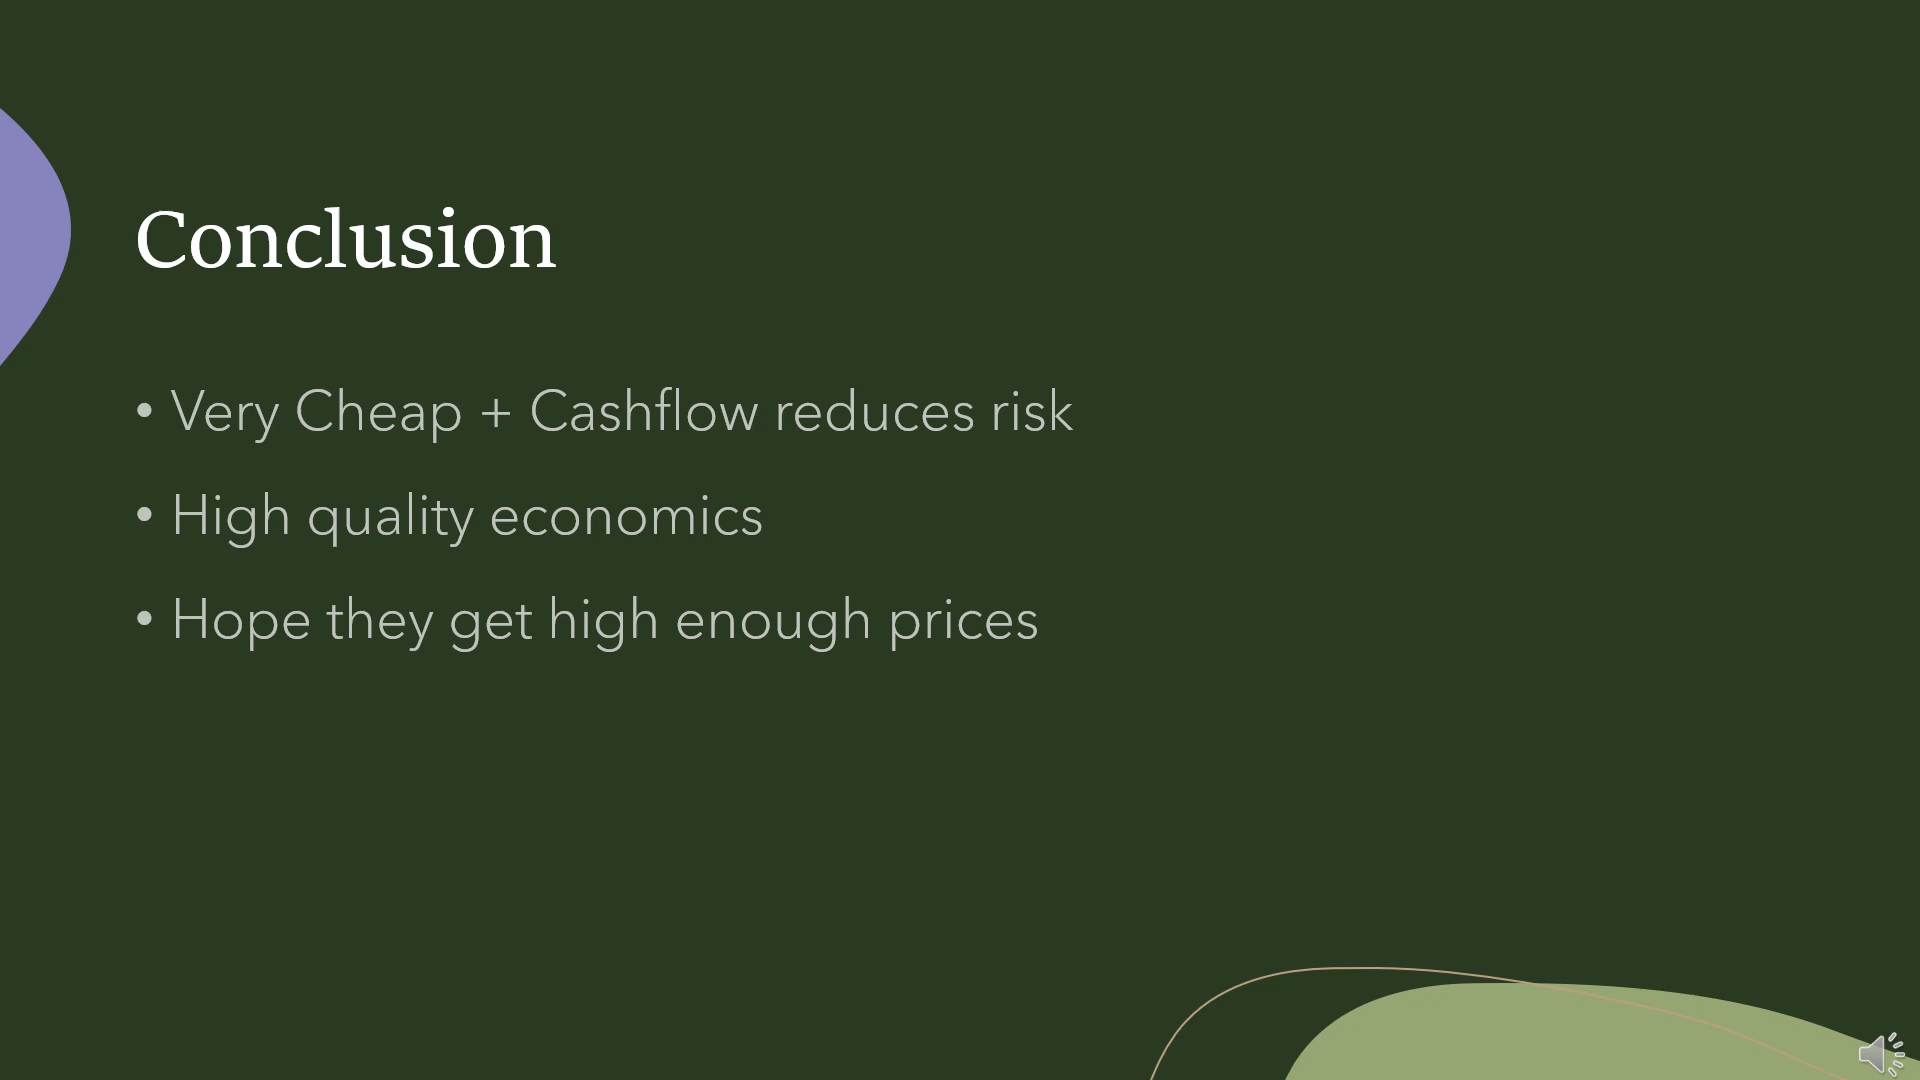 Conclusion
• Very Cheap + Cashflow reduces risk
• High quality economics
• Hope they get high enough prices